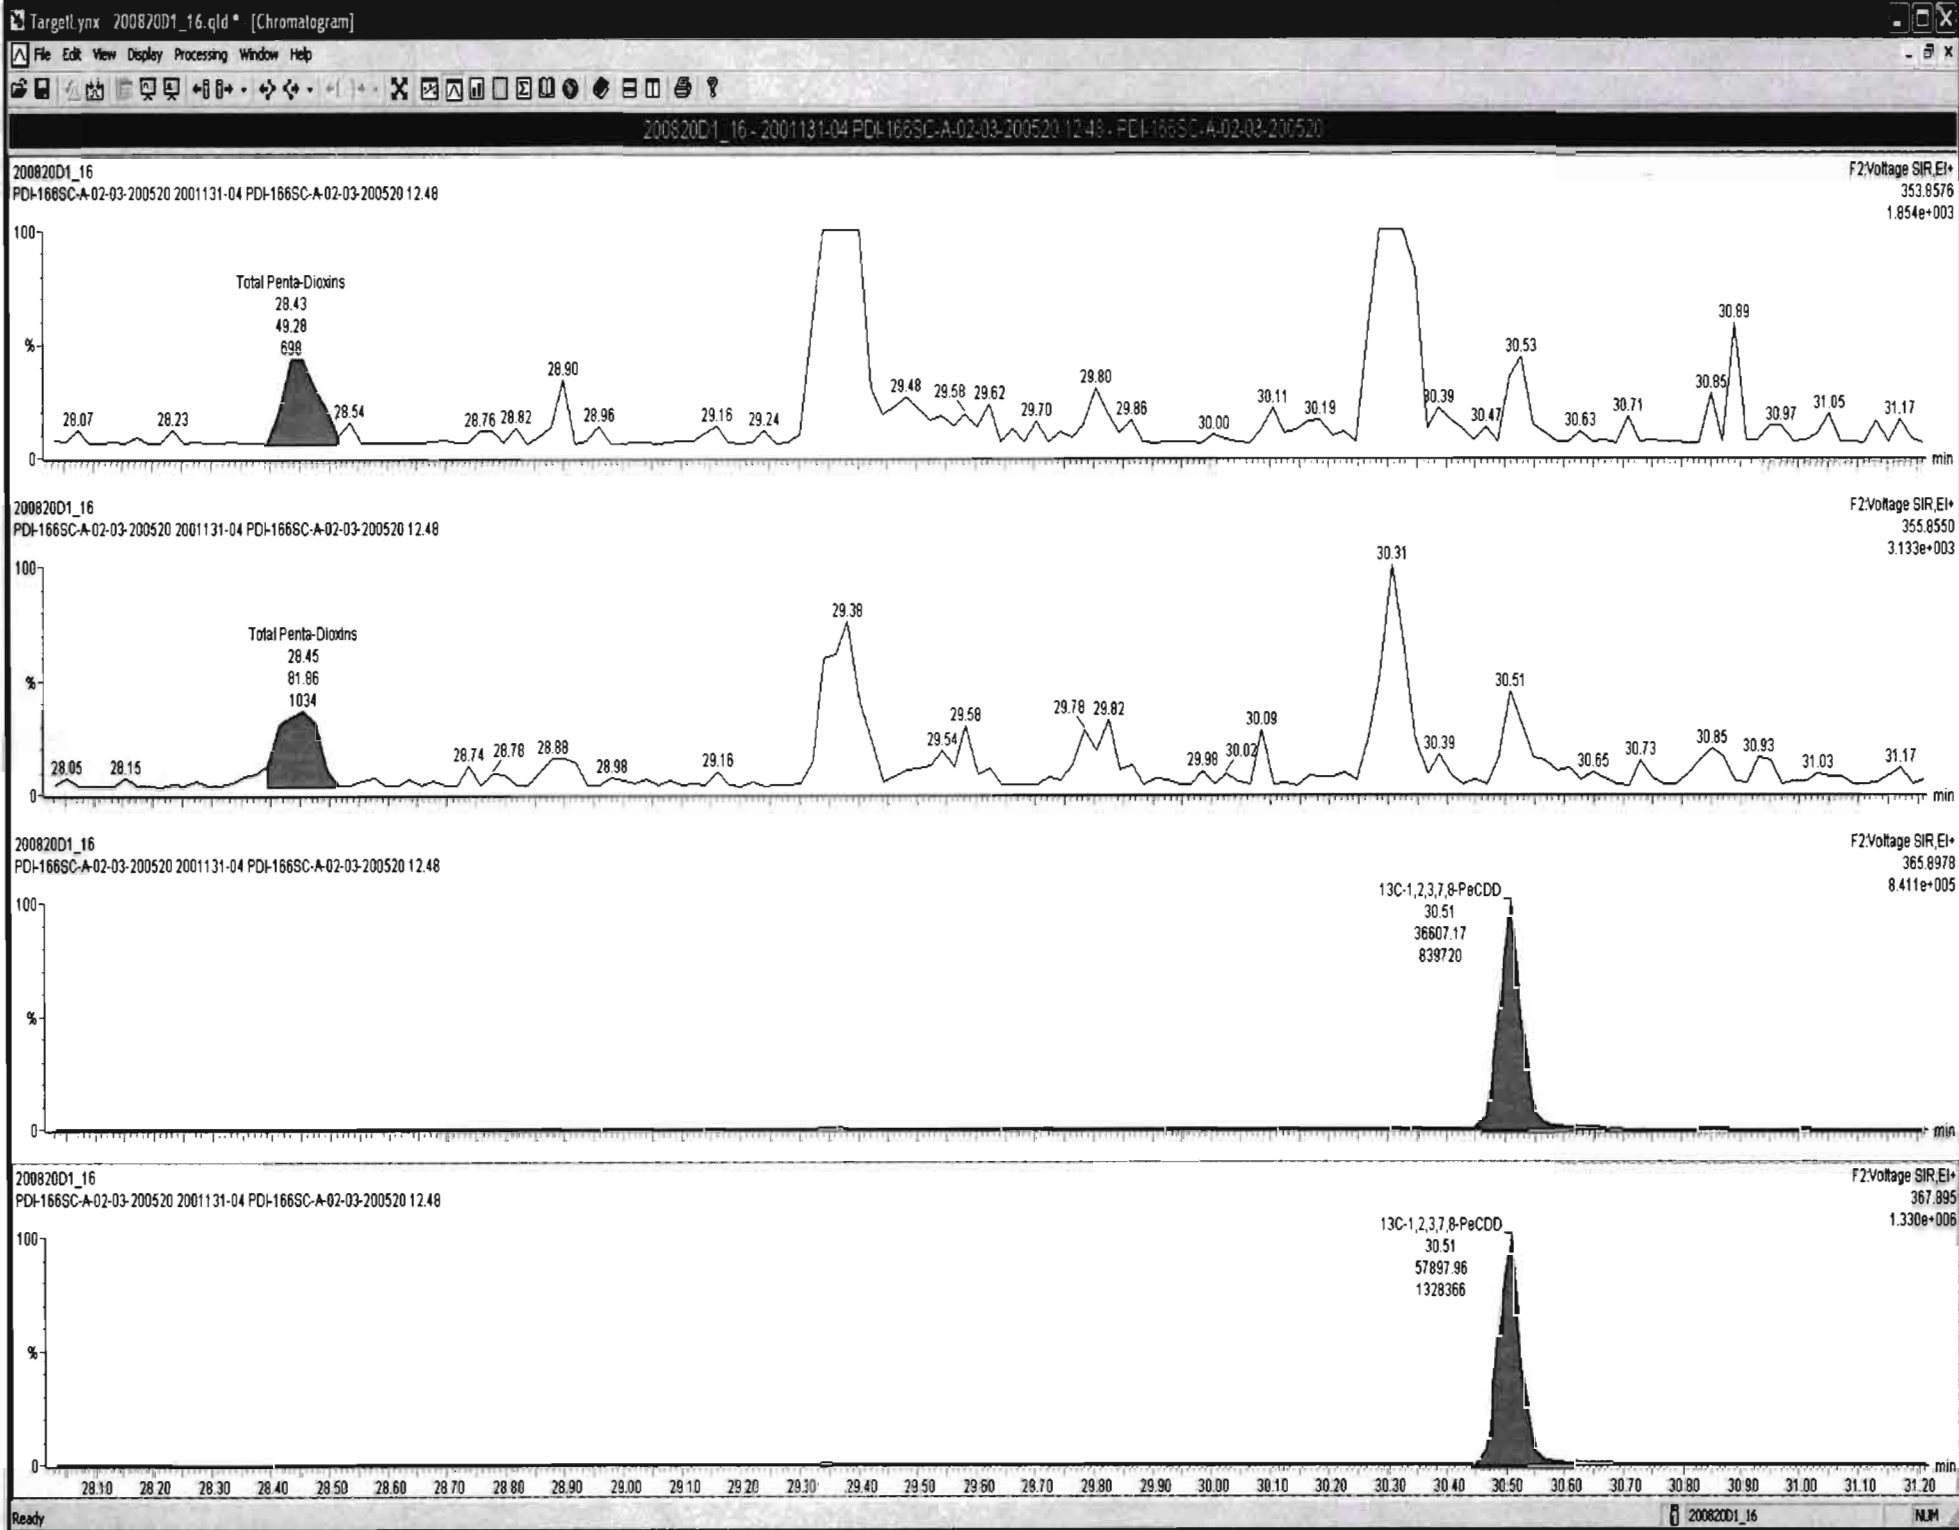 TargetLynx 200820D1_16.qld * [Chromatogram]
File Edit View Display Processing Window Help
200820D1_16 - 2001131-04 PDI-166SC-A-02-03-200520 12.48 - PDI-166SC-A-02-03-200520
200820D1_16
PDI-166SC-A-02-03-200520 2001131-04 PDI-166SC-A-02-03-200520 12.48
F2:Voltage SIR,EI+
353.8576
1.854e+003
100
%
0
Total Penta-Dioxins
28.43
49.28
698
28.07 28.23 28.54 28.76 28.82 28.90 28.96 29.16 29.24 29.48 29.58 29.62 29.70 29.80 29.86 30.00 30.11 30.19 30.39 30.47 30.53 30.63 30.71 30.85 30.89 30.97 31.05 31.17
min
200820D1_16
PDI-166SC-A-02-03-200520 2001131-04 PDI-166SC-A-02-03-200520 12.48
F2:Voltage SIR,EI+
355.8550
3.133e+003
100
%
0
Total Penta-Dioxins
28.45
81.86
1034
28.05 28.15 28.74 28.78 28.88 28.98 29.16 29.38 29.54 29.58 29.78 29.82 29.98 30.02 30.09 30.31 30.39 30.51 30.65 30.73 30.85 30.93 31.03 31.17
min
200820D1_16
PDI-166SC-A-02-03-200520 2001131-04 PDI-166SC-A-02-03-200520 12.48
F2:Voltage SIR,EI+
365.8978
8.411e+005
100
%
0
13C-1,2,3,7,8-PeCDD
30.51
36607.17
839720
min
200820D1_16
PDI-166SC-A-02-03-200520 2001131-04 PDI-166SC-A-02-03-200520 12.48
F2:Voltage SIR,EI+
367.895
1.330e+006
100
%
0
13C-1,2,3,7,8-PeCDD
30.51
57897.96
1328366
min
28.10 28.20 28.30 28.40 28.50 28.60 28.70 28.80 28.90 29.00 29.10 29.20 29.30 29.40 29.50 29.60 29.70 29.80 29.90 30.00 30.10 30.20 30.30 30.40 30.50 30.60 30.70 30.80 30.90 31.00 31.10 31.20
Ready
200820D1_16
NUM